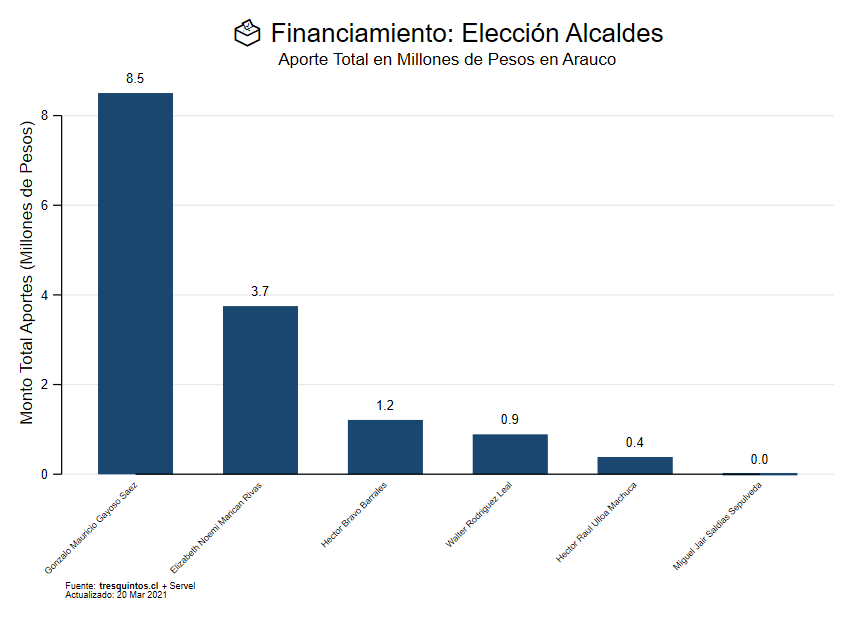 Financiamiento: Elección Alcaldes
Aporte Total en Millones de Pesos en Arauco
Monto Total Aportes (Millones de Pesos)
8
6
4
2
0
8.5
3.7
1.2
0.9
0.4
0.0
Gonzalo Mauricio Gayoso Saez
Elizabeth Noemi Marican Rivas
Hector Bravo Barrales
Walter Rodriguez Leal
Hector Raul Ulloa Machuca
Miguel Jair Saldias Sepulveda
Fuente: tresquintos.cl + Servel
Actualizado: 20 Mar 2021